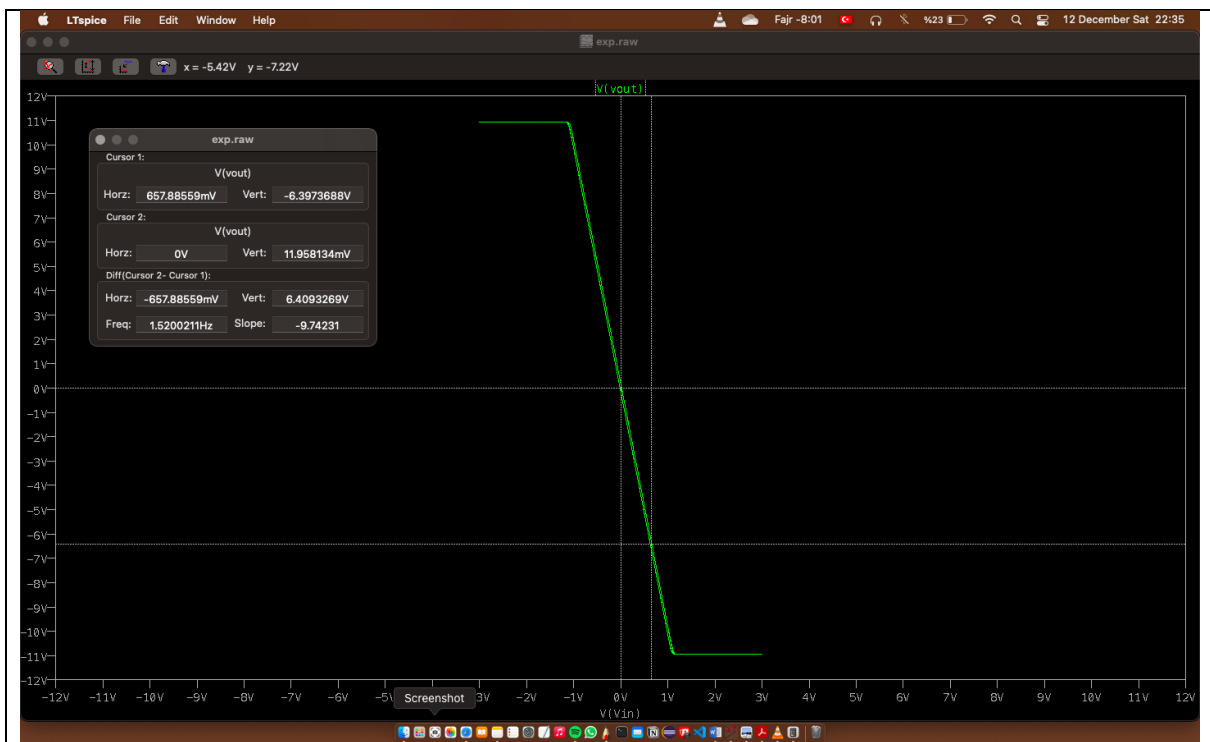 LTspice File Edit Window Help Fajr -8:01 %23 12 December Sat 22:35
exp.raw
x = -5.42V y = -7.22V
V(vout)
12V
11V
10V
9V
8V
7V
6V
5V
4V
3V
2V
1V
0V
-1V
-2V
-3V
-4V
-5V
-6V
-7V
-8V
-9V
-10V
-11V
-12V
exp.raw
Cursor 1:
V(vout)
Horz: 657.88559mV Vert: -6.3973688V
Cursor 2:
V(vout)
Horz: 0V Vert: 11.958134mV
Diff(Cursor 2- Cursor 1):
Horz: -657.88559mV Vert: 6.4093269V
Freq: 1.5200211Hz Slope: -9.74231
-12V -11V -10V -9V -8V -7V -6V -5V 3V -2V -1V 0V 1V 2V 3V 4V 5V 6V 7V 8V 9V 10V 11V 12V
Screenshot
V(Vin)